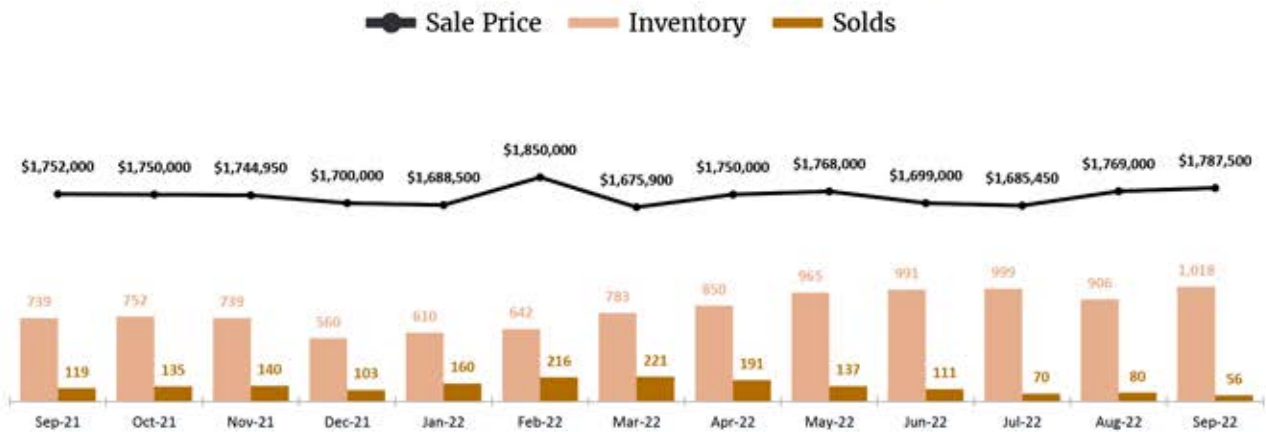 Sale Price Inventory Solds
$1,752,000 $1,750,000 $1,744,950 $1,700,000 $1,688,500 $1,850,000 $1,675,900 $1,750,000 $1,768,000 $1,699,000 $1,685,450 $1,769,000 $1,787,500
739 752 739 560 610 642 783 850 965 991 999 906 1,018
119 135 140 103 160 216 221 191 137 111 70 80 56
Sep-21 Oct-21 Nov-21 Dec-21 Jan-22 Feb-22 Mar-22 Apr-22 May-22 Jun-22 Jul-22 Aug-22 Sep-22